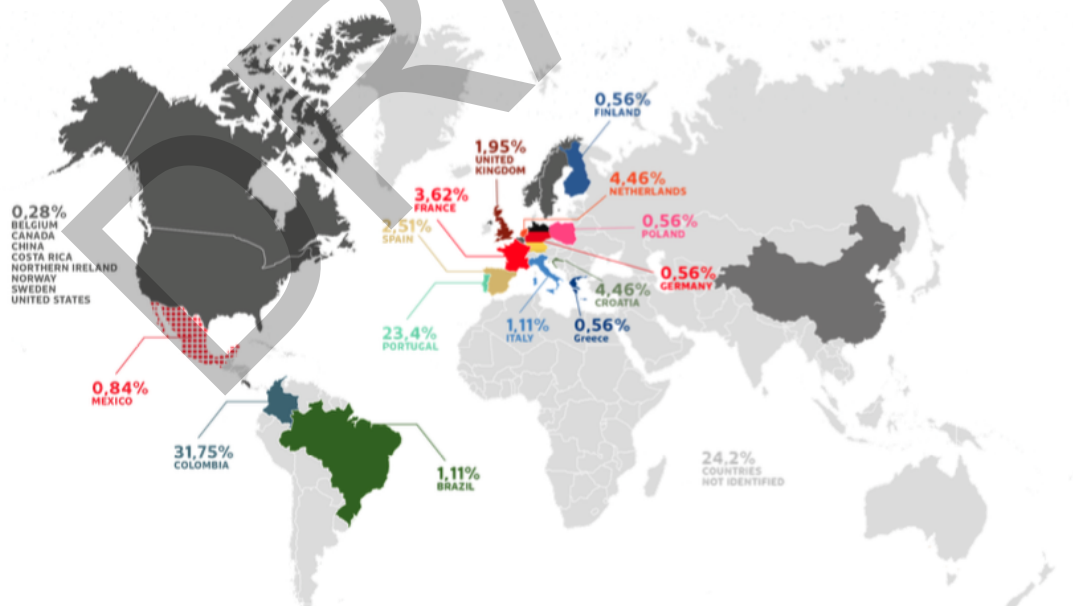 0,56%
FINLAND
1,95%
UNITED
KINGDOM
4,46%
NETHERLANDS
3,62%
FRANCE
0,28%
BELGIUM
CANADA
CHINA
COSTA RICA
NORTHERN IRELAND
NORWAY
SWEDEN
UNITED STATES
2,51%
SPAIN
0,56%
POLAND
0,56%
GERMANY
4,46%
CROATIA
23,4%
PORTUGAL
1,11%
ITALY
0,56%
Greece
0,84%
MEXICO
31,75%
COLOMBIA
1,11%
BRAZIL
24,2%
COUNTRIES
NOT IDENTIFIED